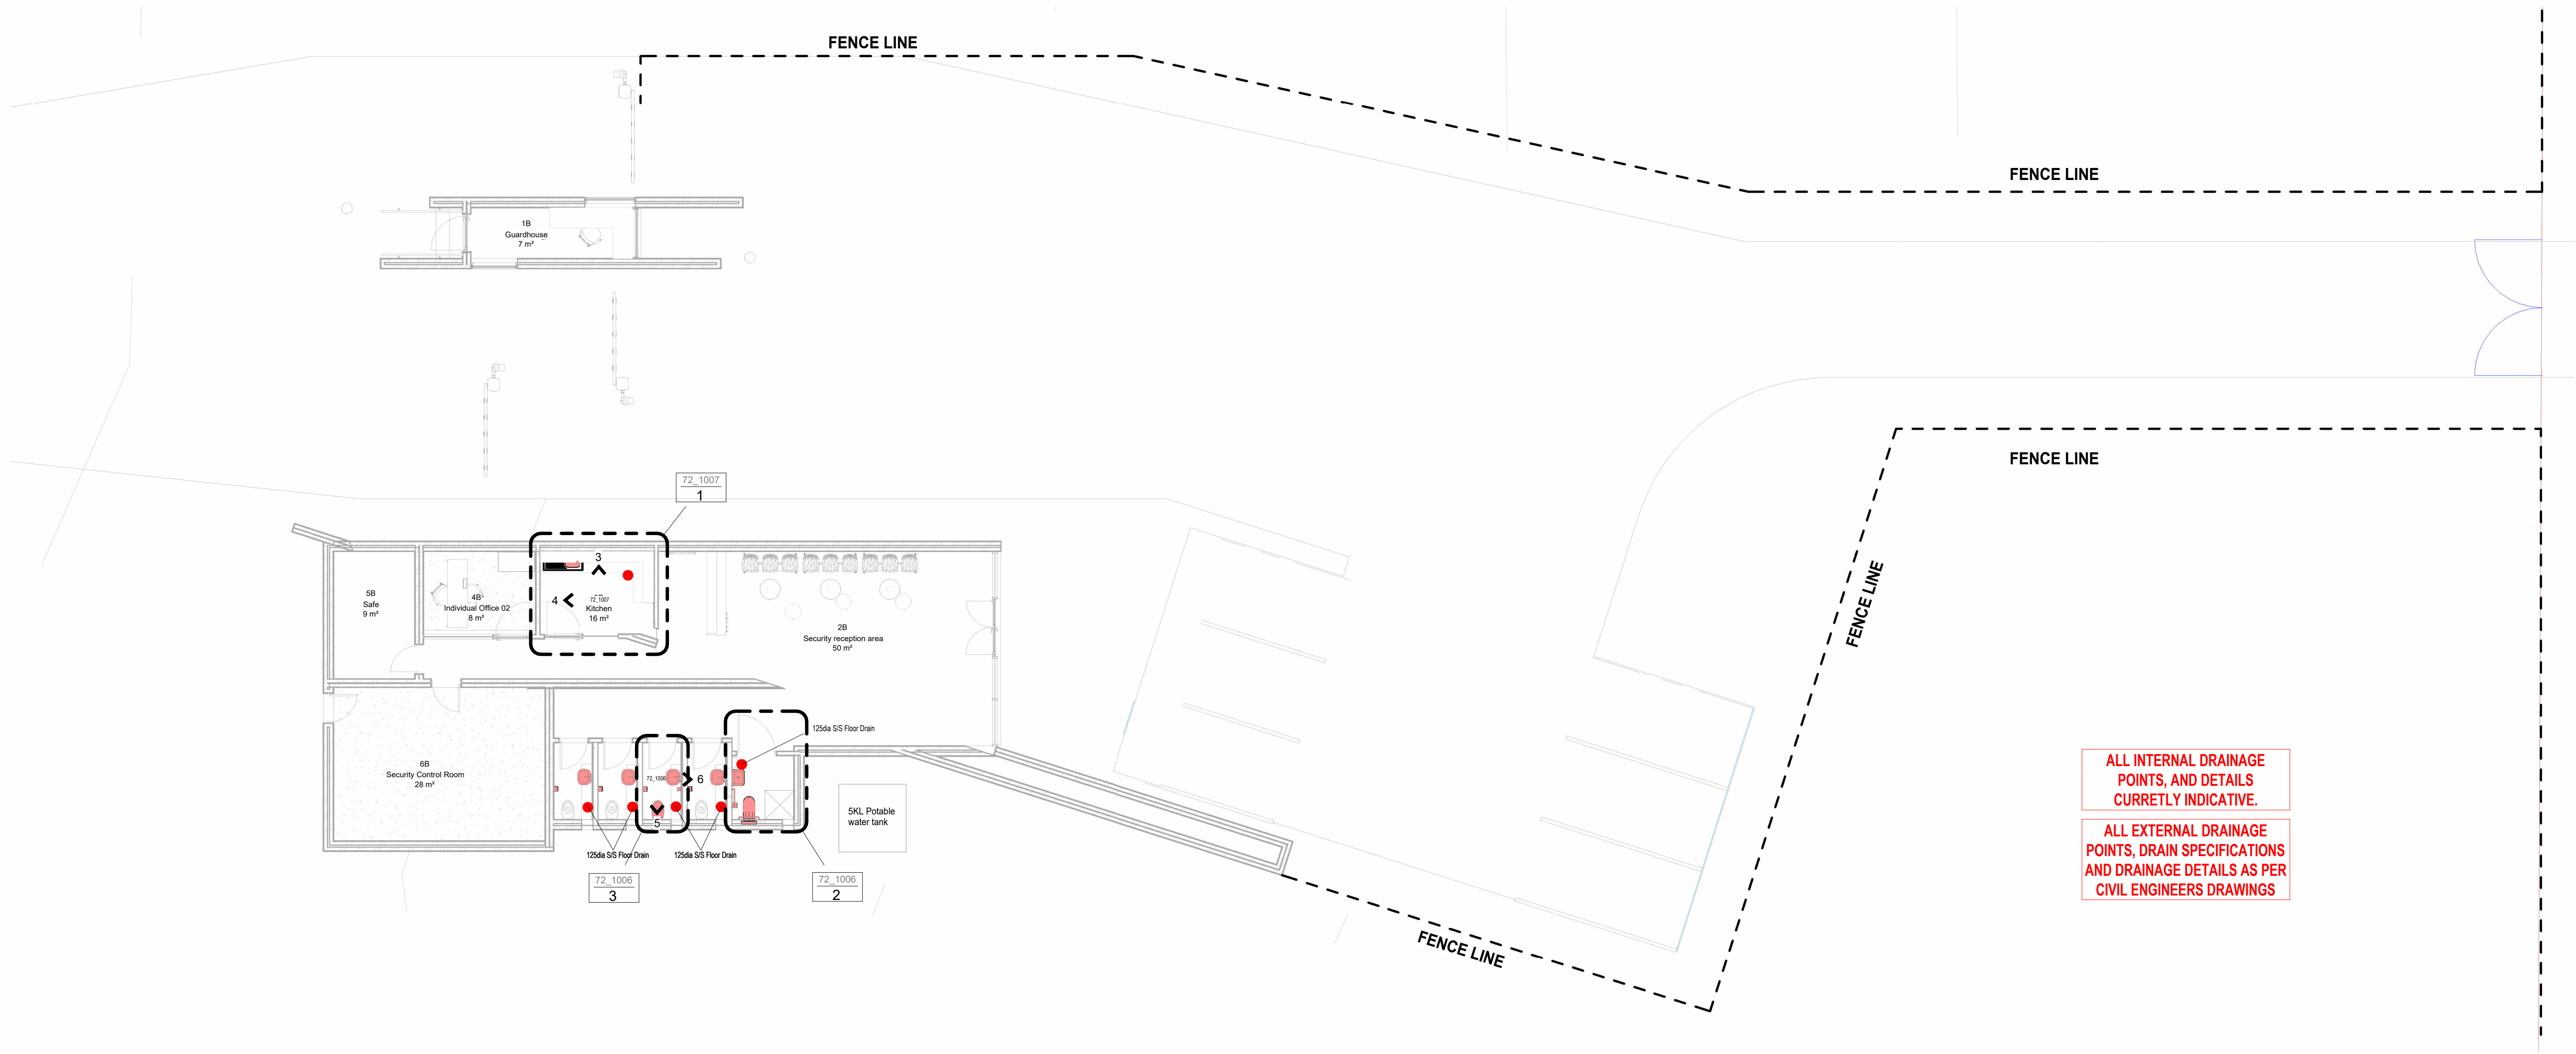 FENCE LINE
FENCE LINE
1B
Guardhouse
7 m²
FENCE LINE
72_1007
1
3
4
72_1007
Kitchen
16 m²
5B
Safe
9 m²
4B
Individual Office 02
8 m²
2B
Security reception area
50 m²
FENCE LINE
125dia S/S Floor Drain
6B
Security Control Room
28 m²
72_1006
6
5
5KL Potable
water tank
125dia S/S Floor Drain
125dia S/S Floor Drain
72_1006
3
72_1006
2
FENCE LINE
ALL INTERNAL DRAINAGE
POINTS, AND DETAILS
CURRETLY INDICATIVE.
ALL EXTERNAL DRAINAGE
POINTS, DRAIN SPECIFICATIONS
AND DRAINAGE DETAILS AS PER
CIVIL ENGINEERS DRAWINGS